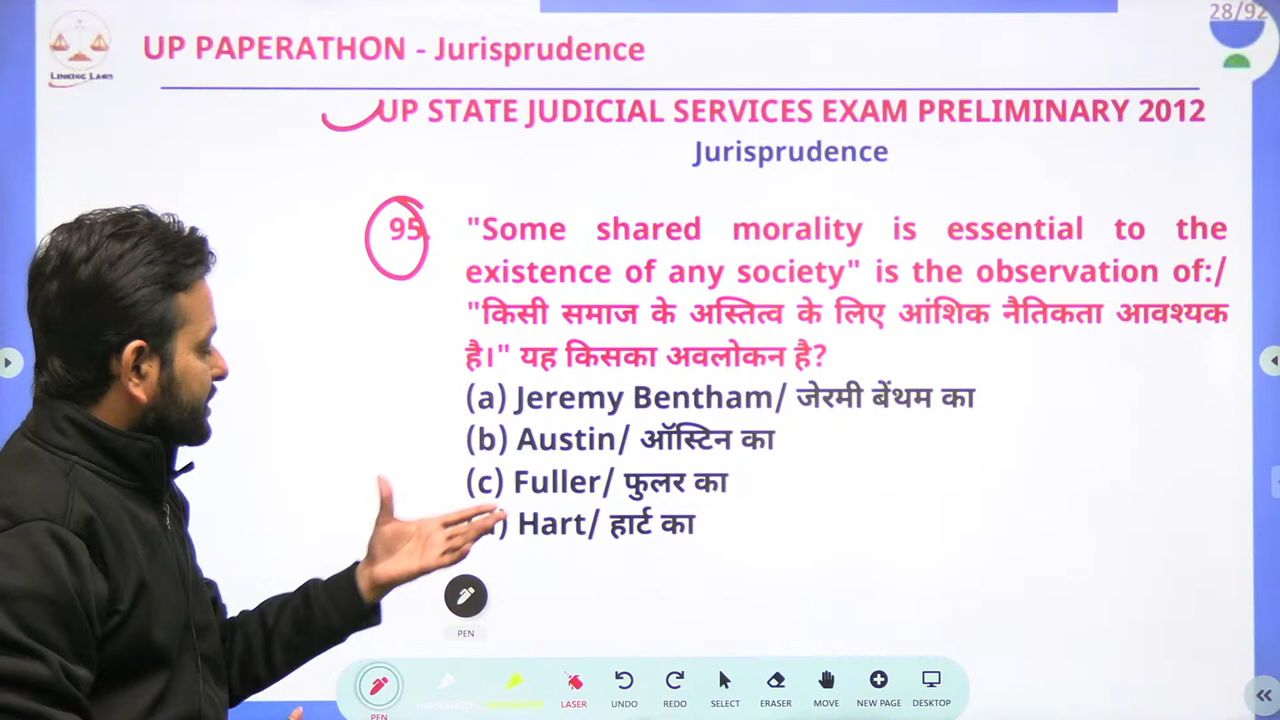 28/92
LINKING LAWS
UP PAPERATHON - Jurisprudence
UP STATE JUDICIAL SERVICES EXAM PRELIMINARY 2012
Jurisprudence
95. "Some shared morality is essential to the
existence of any society" is the observation of:/
"किसी समाज के अस्तित्व के लिए आंशिक नैतिकता आवश्यक
है।" यह किसका अवलोकन है?
(a) Jeremy Bentham/ जेरमी बेंथम का
(b) Austin/ ऑस्टिन का
(c) Fuller/ फुलर का
) Hart/ हार्ट का
PEN
PEN LASER UNDO REDO SELECT ERASER MOVE NEW PAGE DESKTOP